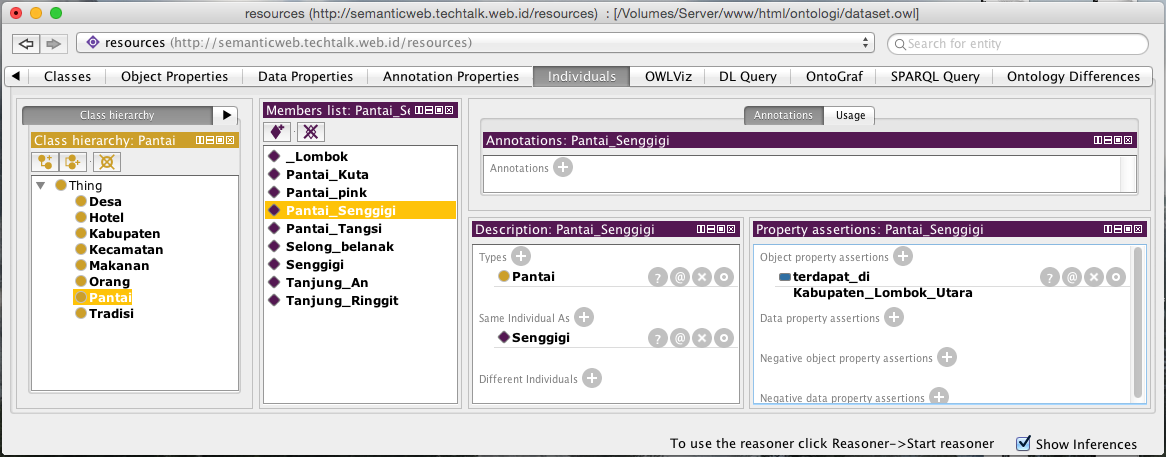 resources (http://semanticweb.techtalk.web.id/resources) : [/Volumes/Server/www/html/ontologi/dataset.owl]
resources (http://semanticweb.techtalk.web.id/resources)
Search for entity
Classes Object Properties Data Properties Annotation Properties Individuals OWLViz DL Query OntoGraf SPARQL Query Ontology Differences
Class hierarchy
Class hierarchy: Pantai
Thing
Desa
Hotel
Kabupaten
Kecamatan
Makanan
Orang
Pantai
Tradisi
Members list: Pantai_Se
_Lombok
Pantai_Kuta
Pantai_pink
Pantai_Senggigi
Pantai_Tangsi
Selong_belanak
Senggigi
Tanjung_An
Tanjung_Ringgit
Annotations Usage
Annotations: Pantai_Senggigi
Annotations
Description: Pantai_Senggigi
Types
Pantai
Same Individual As
Senggigi
Different Individuals
Property assertions: Pantai_Senggigi
Object property assertions
terdapat_di
Kabupaten_Lombok_Utara
Data property assertions
Negative object property assertions
Negative data property assertions
To use the reasoner click Reasoner->Start reasoner Show Inferences